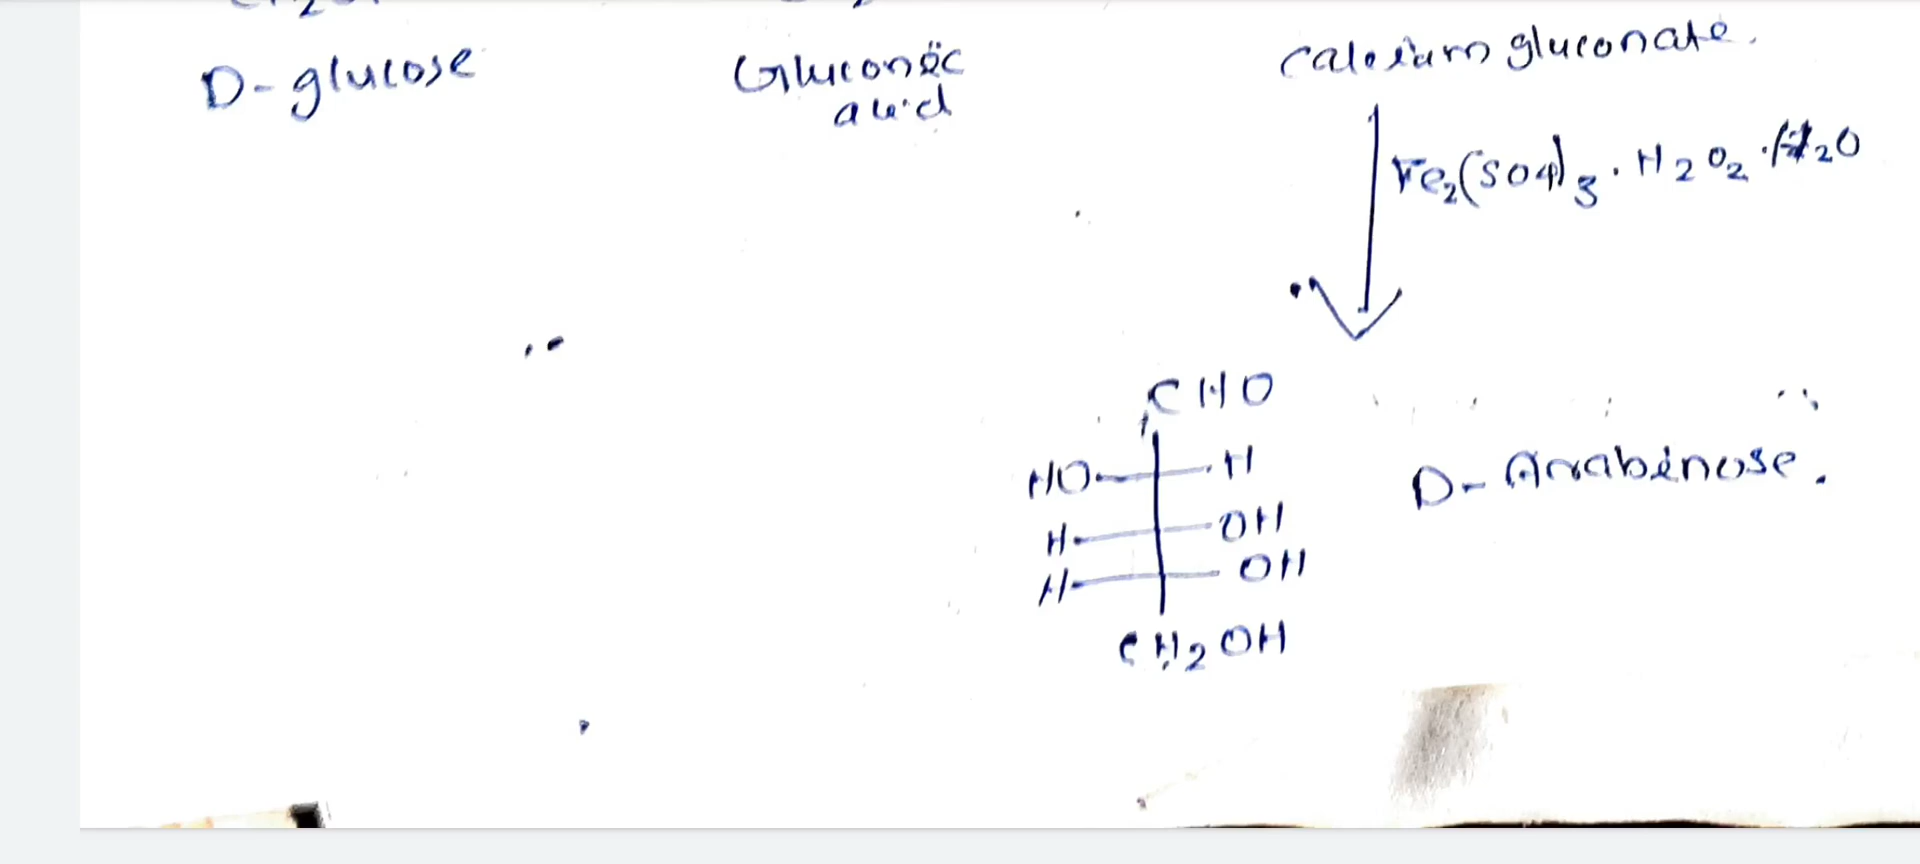 D-glucose
Gluconic
acid
Calcium gluconate.
Fe2(SO4)3 . H2O2 . H2O
CHO
HO H
H OH
H OH
CH2OH
D-Arabinose.